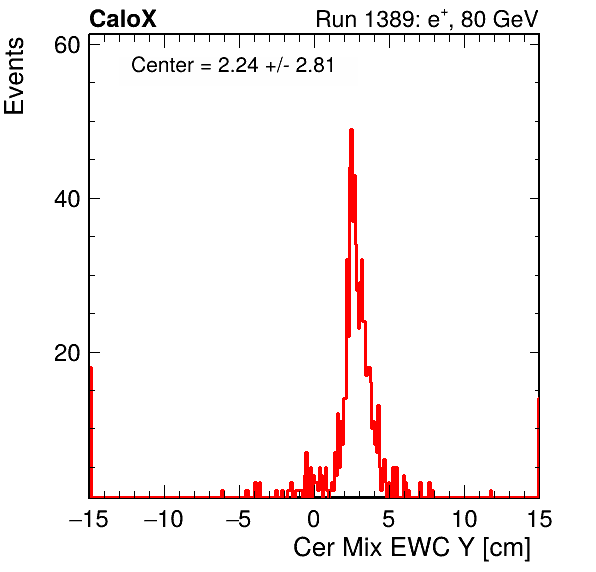 CaloX Run 1389: e⁺, 80 GeV
Events
Center = 2.24 +/- 2.81
60
40
20
−15 −10 −5 0 5 10 15
Cer Mix EWC Y [cm]